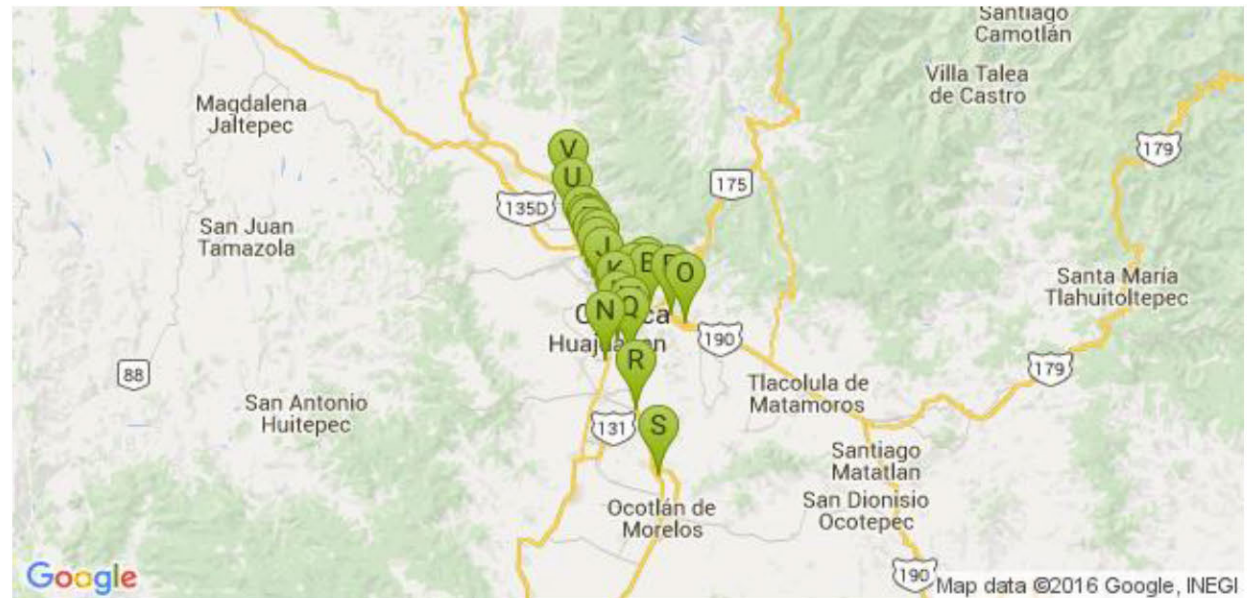 Santiago
Camotlán
Villa Talea
de Castro
Magdalena
Jaltepec
179
V
U
175
135D
San Juan
Tamazola
J
K
B
O
Santa María
Tlahuitoltepec
N
Q
190
R
88
179
Tlacolula de
Matamoros
San Antonio
Huitepec
131
S
Santiago
Matatlan
Ocotlán de
Morelos
San Dionisio
Ocotepec
190
Google
Map data ©2016 Google, INEGI